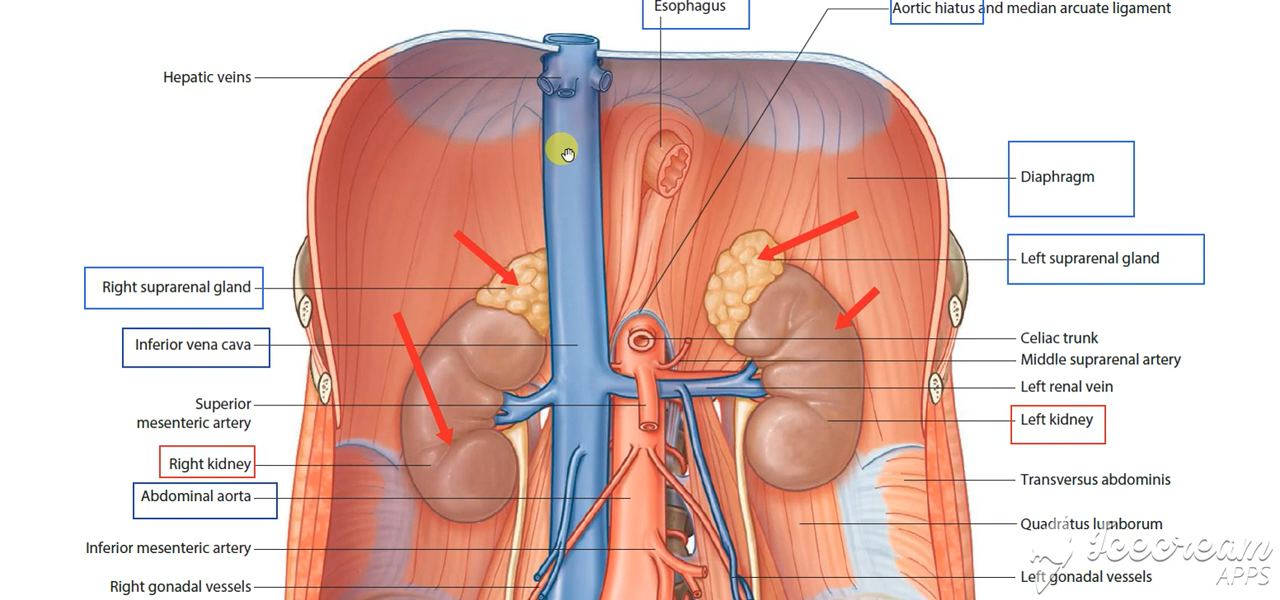 Esophagus
Aortic hiatus and median arcuate ligament
Hepatic veins
Diaphragm
Left suprarenal gland
Right suprarenal gland
Inferior vena cava
Celiac trunk
Middle suprarenal artery
Left renal vein
Superior
mesenteric artery
Left kidney
Right kidney
Transversus abdominis
Abdominal aorta
Quadratus lumborum
Inferior mesenteric artery
Icecream
APPS
Left gonadal vessels
Right gonadal vessels